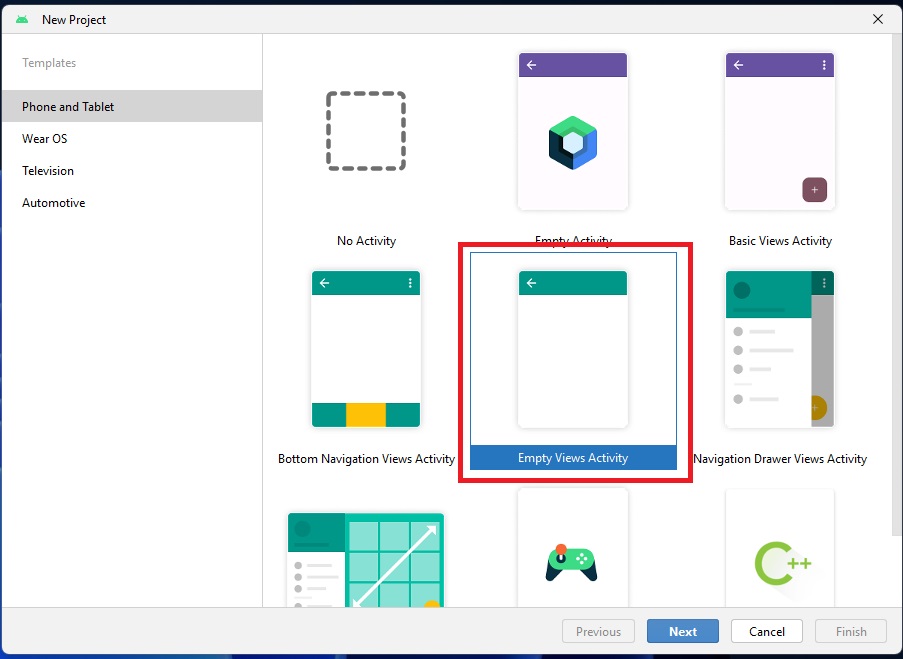 New Project
Templates
Phone and Tablet
Wear OS
Television
Automotive
No Activity
Empty Activity
Basic Views Activity
Bottom Navigation Views Activity
Empty Views Activity
Navigation Drawer Views Activity
C++
Previous
Next
Cancel
Finish